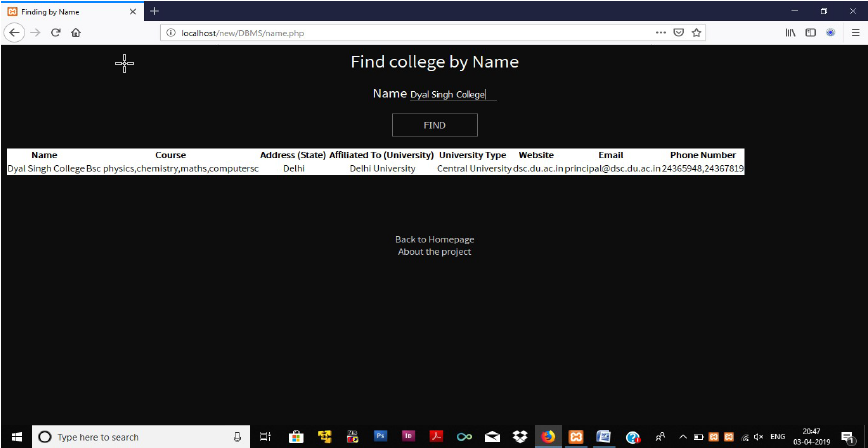 Finding by Name
localhost/new/DBMS/name.php
Find college by Name
Name Dyal Singh College
FIND
Name Course Address (State) Affiliated To (University) University Type Website Email Phone Number
Dyal Singh College Bsc physics,chemistry,maths,computersc Delhi Delhi University Central University dsc.du.ac.in principal@dsc.du.ac.in 24365948,24367819
Back to Homepage
About the project
Type here to search
ENG
20:47
03-04-2019